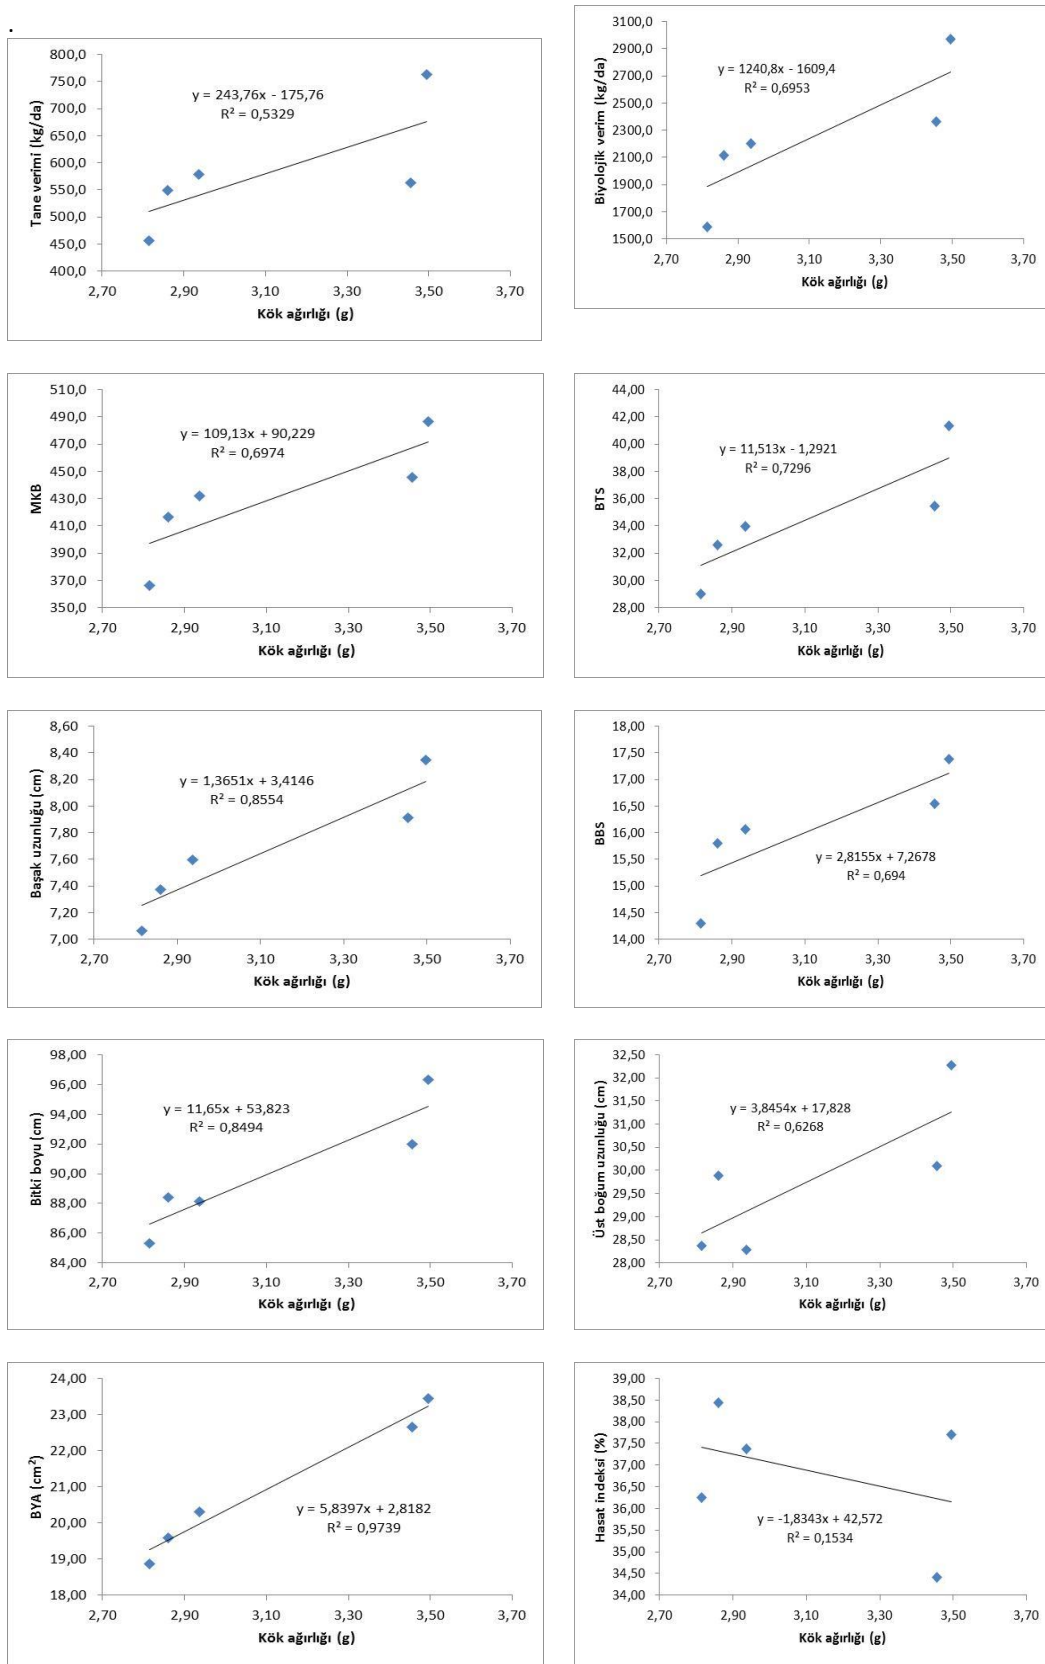 .
800,0
750,0
700,0
650,0
600,0
550,0
500,0
450,0
400,0
Tane verimi (kg/da)
y = 243,76x - 175,76
R² = 0,5329
2,70 2,90 3,10 3,30 3,50 3,70
Kök ağırlığı (g)
3100,0
2900,0
2700,0
2500,0
2300,0
2100,0
1900,0
1700,0
1500,0
Biyolojik verim (kg/da)
y = 1240,8x - 1609,4
R² = 0,6953
2,70 2,90 3,10 3,30 3,50 3,70
Kök ağırlığı (g)
510,0
490,0
470,0
450,0
430,0
410,0
390,0
370,0
350,0
MKB
y = 109,13x + 90,229
R² = 0,6974
2,70 2,90 3,10 3,30 3,50 3,70
Kök ağırlığı (g)
44,00
42,00
40,00
38,00
36,00
34,00
32,00
30,00
28,00
BTS
y = 11,513x - 1,2921
R² = 0,7296
2,70 2,90 3,10 3,30 3,50 3,70
Kök ağırlığı (g)
8,60
8,40
8,20
8,00
7,80
7,60
7,40
7,20
7,00
Başak uzunluğu (cm)
y = 1,3651x + 3,4146
R² = 0,8554
2,70 2,90 3,10 3,30 3,50 3,70
Kök ağırlığı (g)
18,00
17,50
17,00
16,50
16,00
15,50
15,00
14,50
14,00
BBS
y = 2,8155x + 7,2678
R² = 0,694
2,70 2,90 3,10 3,30 3,50 3,70
Kök ağırlığı (g)
98,00
96,00
94,00
92,00
90,00
88,00
86,00
84,00
Bitki boyu (cm)
y = 11,65x + 53,823
R² = 0,8494
2,70 2,90 3,10 3,30 3,50 3,70
Kök ağırlığı (g)
32,50
32,00
31,50
31,00
30,50
30,00
29,50
29,00
28,50
28,00
Üst boğum uzunluğu (cm)
y = 3,8454x + 17,828
R² = 0,6268
2,70 2,90 3,10 3,30 3,50 3,70
Kök ağırlığı (g)
24,00
23,00
22,00
21,00
20,00
19,00
18,00
BYA (cm²)
y = 5,8397x + 2,8182
R² = 0,9739
2,70 2,90 3,10 3,30 3,50 3,70
Kök ağırlığı (g)
39,00
38,50
38,00
37,50
37,00
36,50
36,00
35,50
35,00
34,50
34,00
Hasat indeksi (%)
y = -1,8343x + 42,572
R² = 0,1534
2,70 2,90 3,10 3,30 3,50 3,70
Kök ağırlığı (g)